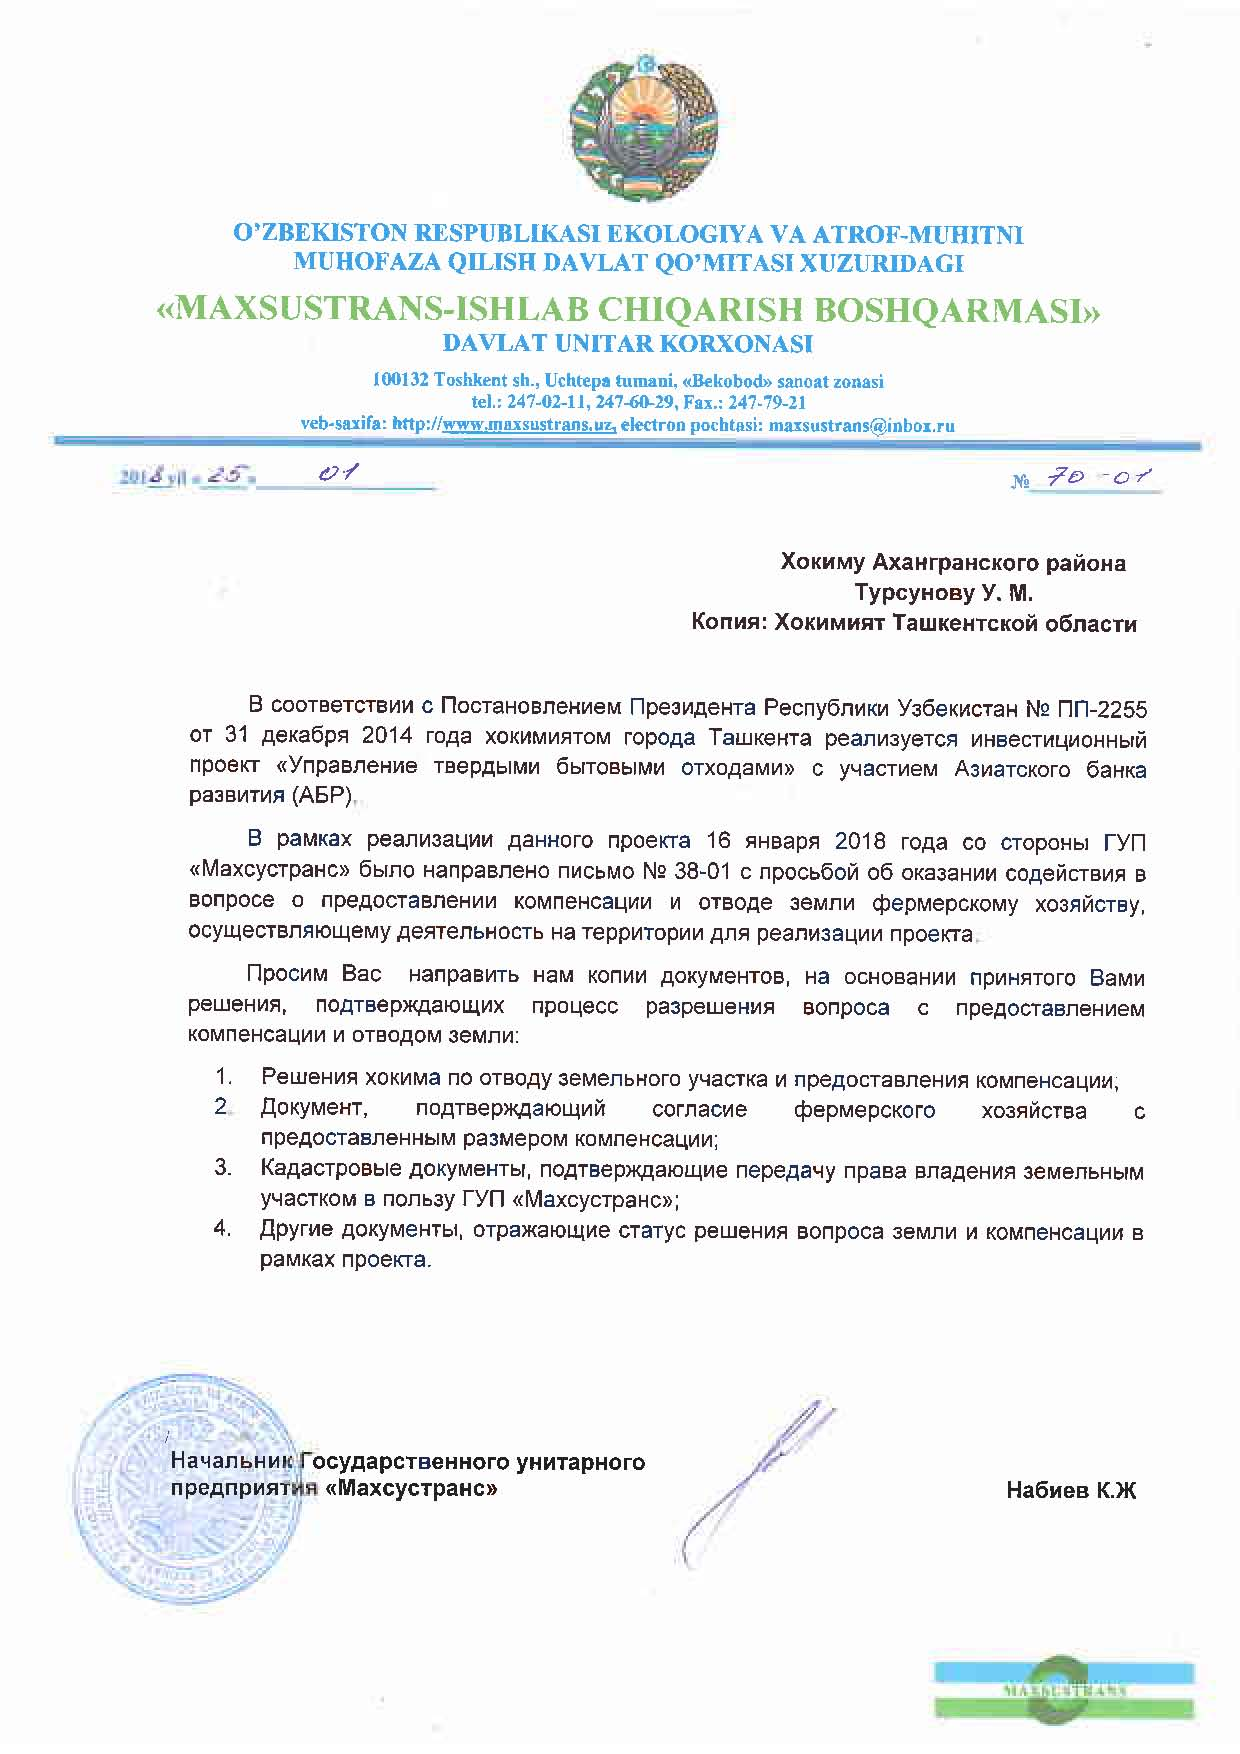 O’ZBEKISTON RESPUBLIKASI EKOLOGIYA VA ATROF-MUHITNI
MUHOFAZA QILISH DAVLAT QO’MITASI XUZURIDAGI
«MAXSUSTRANS-ISHLAB CHIQARISH BOSHQARMASI»
DAVLAT UNITAR KORXONASI
100132 Toshkent sh., Uchtepa tumani, «Bekobod» sanoat zonasi
tel.: 247-02-11, 247-60-29, Fax.: 247-79-21
veb-saxifa: http://www.maxsustrans.uz, electron pochtasi: maxsustrans@inbox.ru
2018 yil « 25 » 01
№ 70-01
Хокиму Ахангранского района
Турсунову У. М.
Копия: Хокимият Ташкентской области
В соответствии с Постановлением Президента Республики Узбекистан № ПП-2255
от 31 декабря 2014 года хокимиятом города Ташкента реализуется инвестиционный
проект «Управление твердыми бытовыми отходами» с участием Азиатского банка
развития (АБР).
В рамках реализации данного проекта 16 января 2018 года со стороны ГУП
«Махсустранс» было направлено письмо № 38-01 с просьбой об оказании содействия в
вопросе о предоставлении компенсации и отводе земли фермерскому хозяйству,
осуществляющему деятельность на территории для реализации проекта.
Просим Вас направить нам копии документов, на основании принятого Вами
решения, подтверждающих процесс разрешения вопроса с предоставлением
компенсации и отводом земли:
1. Решения хокима по отводу земельного участка и предоставления компенсации;
2. Документ, подтверждающий согласие фермерского хозяйства с
предоставленным размером компенсации;
3. Кадастровые документы, подтверждающие передачу права владения земельным
участком в пользу ГУП «Махсустранс»;
4. Другие документы, отражающие статус решения вопроса земли и компенсации в
рамках проекта.
Начальник Государственного унитарного
предприятия «Махсустранс»
Набиев К.Ж
MAXSUSTRANS